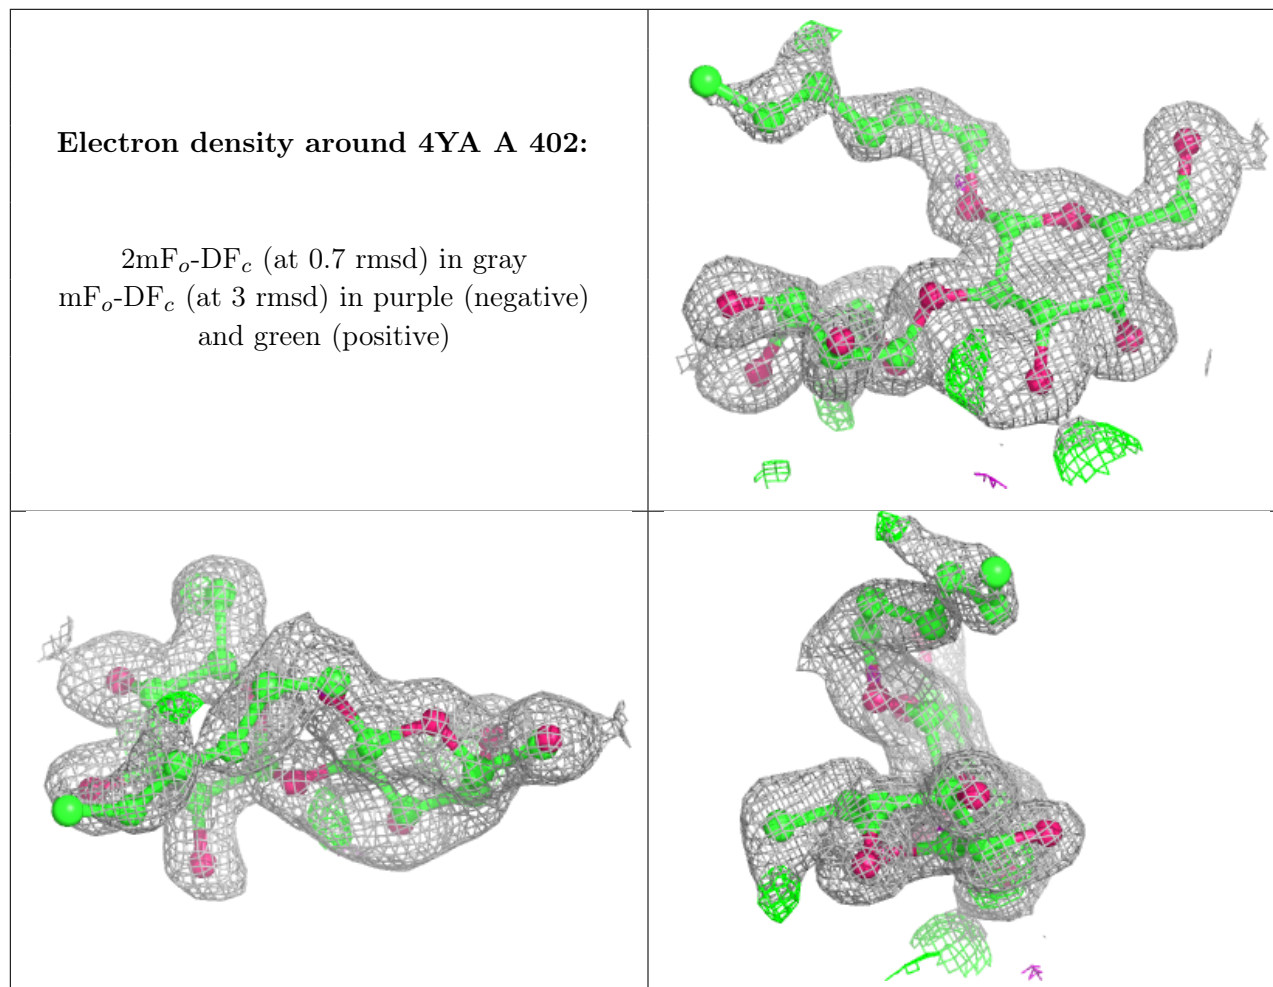 Electron density around 4YA A 402:
2mFo-DFc (at 0.7 rmsd) in gray
mFo-DFc (at 3 rmsd) in purple (negative)
and green (positive)